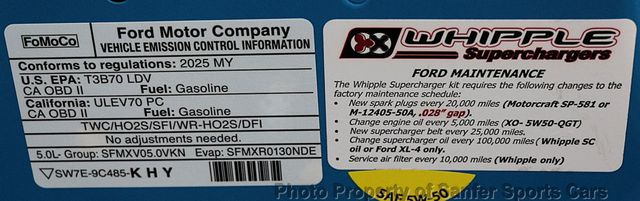 FoMoCo
Ford Motor Company
VEHICLE EMISSION CONTROL INFORMATION
Conforms to regulations: 2025 MY
U.S. EPA: T3B70 LDV
CA OBD II Fuel: Gasoline
California: ULEV70 PC
CA OBD II Fuel: Gasoline
TWC/HO2S/SFI/WR-HO2S/DFI
No adjustments needed.
5.0L- Group: SFMXV05.0VKN Evap: SFMXR0130NDE
SW7E-9C485-K H Y
WHIPPLE
Superchargers
FORD MAINTENANCE
The Whipple Supercharger kit requires the following changes to the
factory maintenance schedule:
• New spark plugs every 20,000 miles (Motorcraft SP-581 or
M-12405-50A, .028" gap).
• Change engine oil every 5,000 miles (XO- 5W50-QGT)
• New supercharger belt every 25,000 miles.
• Change supercharger oil every 100,000 miles (Whipple SC
oil or Ford XL-4 only).
• Service air filter every 10,000 miles (Whipple only)
SAE 5W-50
Photo Property of Sanfer Sports Cars